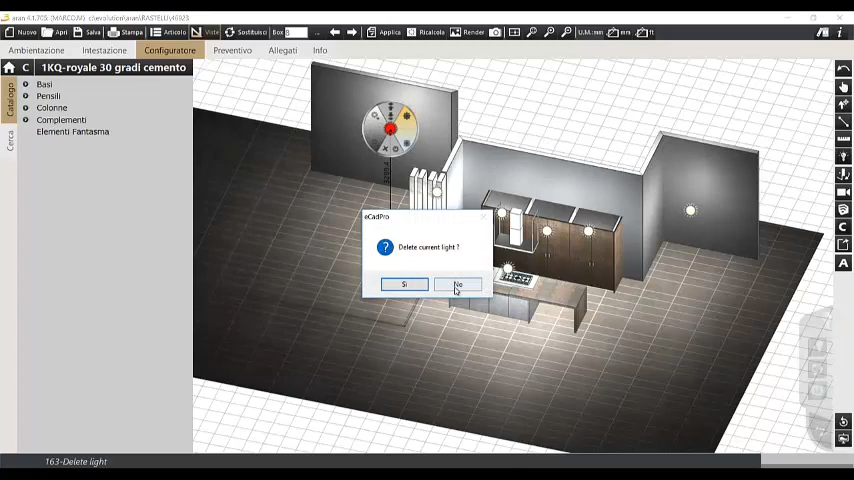 aran 4.1.705. (MARCO.M) c:\evolution\aran\RASTELLI\46923
Nuovo Apri Salva Stampa Articolo Viste Sostituisci Box 8 ... Applica Ricalcola Render U.M.:mm mm ft
Ambientazione Intestazione Configuratore Preventivo Allegati Info
C 1KQ-royale 30 gradi cemento
Catalogo
Cerca
Basi
Pensili
Colonne
Complementi
Elementi Fantasma
eCadPro
Delete current light ?
Sì
No
C
A
163-Delete light